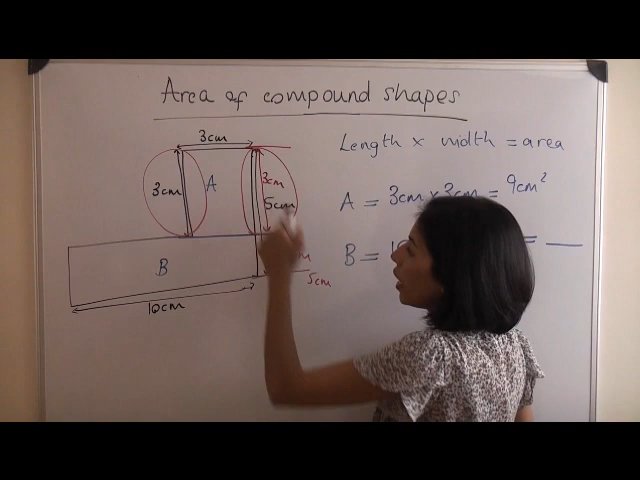 Area of compound shapes
3cm
Length x width = area
3cm A 3cm
5cm
A = 3cm x 3cm = 9cm²
B
B = =
5cm
10cm